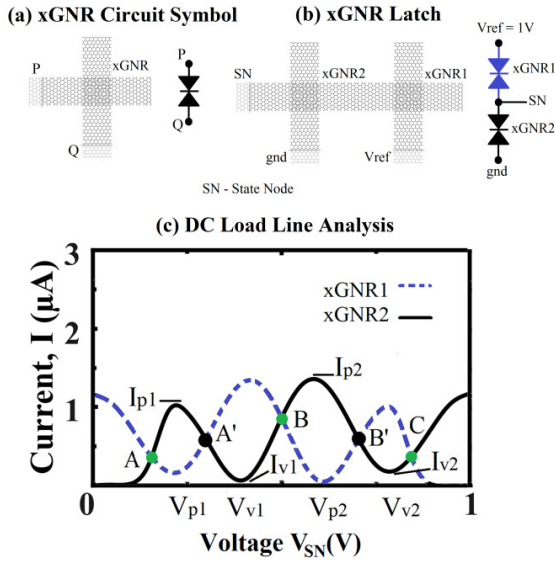 (a) xGNR Circuit Symbol
P
xGNR
Q
P
Q
(b) xGNR Latch
SN
xGNR2
xGNR1
gnd
Vref
Vref = 1V
xGNR1
SN
xGNR2
gnd
SN - State Node
(c) DC Load Line Analysis
Current, I (μA)
3
2
1
0
xGNR1
xGNR2
Ip1
Ip2
A
A'
B
B'
C
Iv1
Iv2
0
Vp1
Vv1
Vp2
Vv2
1
Voltage VSN(V)